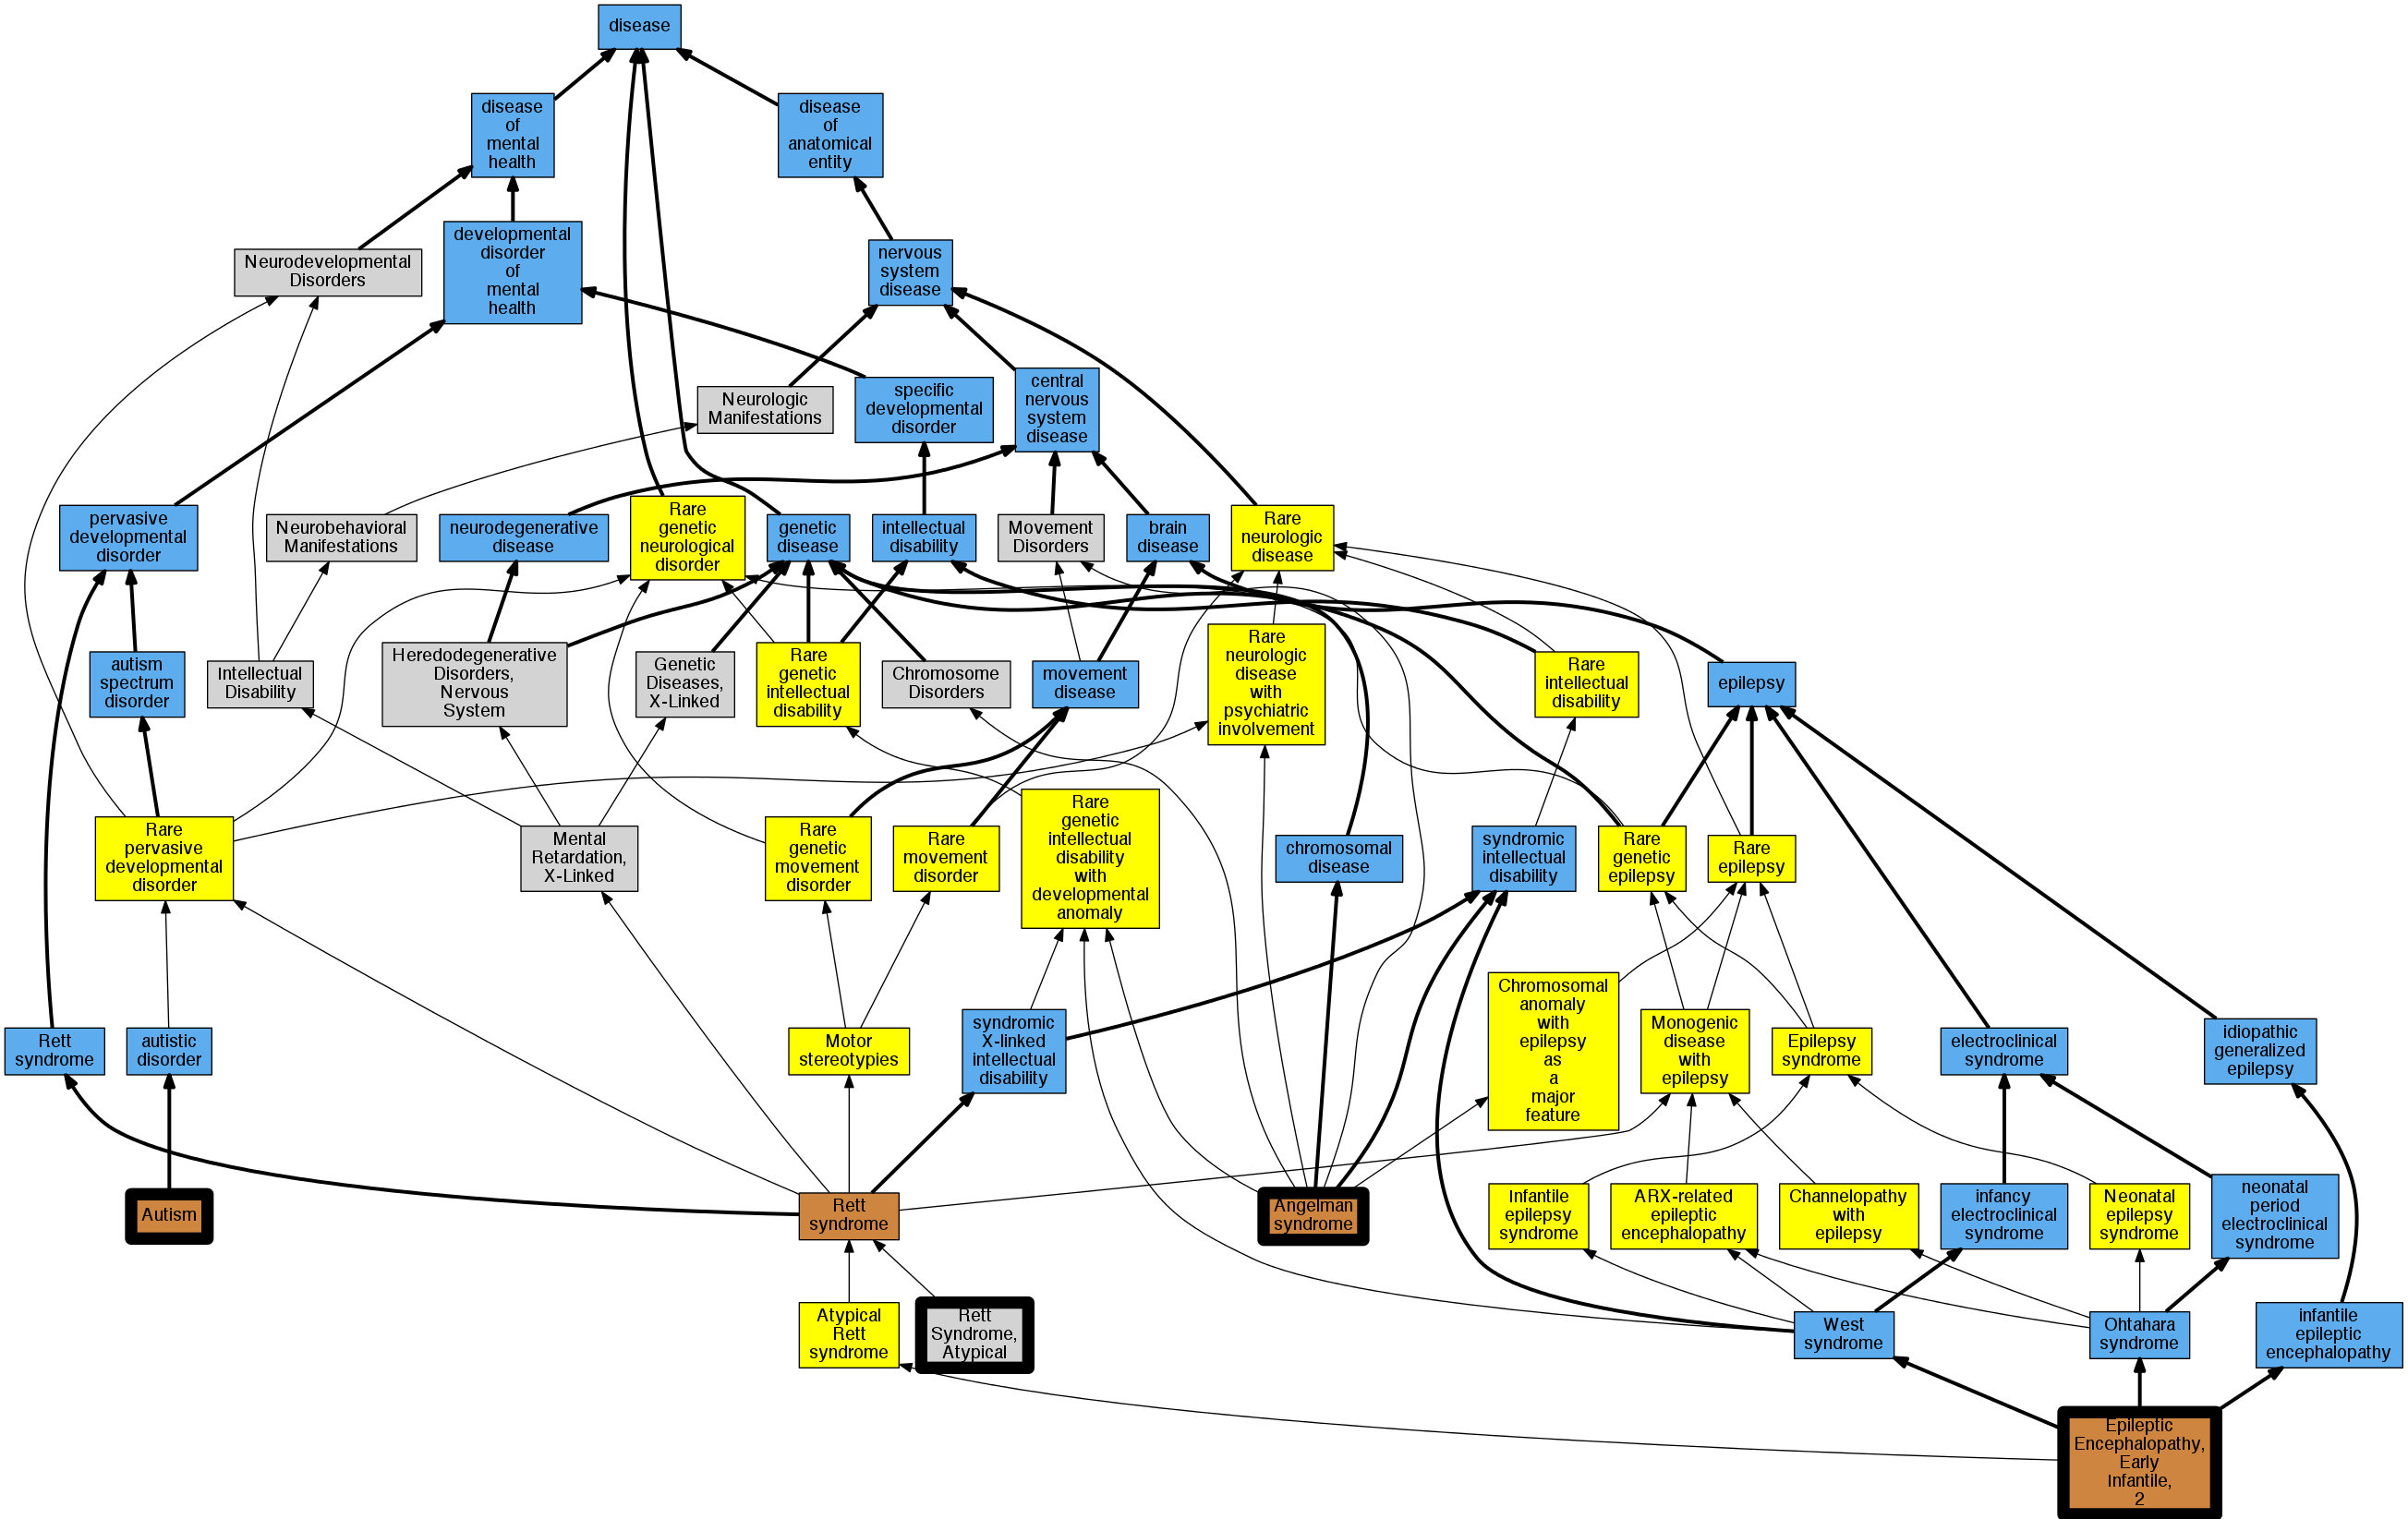 disease
disease
of
mental
health
disease
of
anatomical
entity
developmental
disorder
of
mental
health
Neurodevelopmental
Disorders
nervous
system
disease
Neurologic
Manifestations
specific
developmental
disorder
central
nervous
system
disease
pervasive
developmental
disorder
Neurobehavioral
Manifestations
neurodegenerative
disease
Rare
genetic
neurological
disorder
genetic
disease
intellectual
disability
Movement
Disorders
brain
disease
Rare
neurologic
disease
autism
spectrum
disorder
Intellectual
Disability
Heredodegenerative
Disorders,
Nervous
System
Genetic
Diseases,
X-Linked
Rare
genetic
intellectual
disability
Chromosome
Disorders
movement
disease
Rare
neurologic
disease
with
psychiatric
involvement
Rare
intellectual
disability
epilepsy
Rare
pervasive
developmental
disorder
Mental
Retardation,
X-Linked
Rare
genetic
movement
disorder
Rare
movement
disorder
Rare
genetic
intellectual
disability
with
developmental
anomaly
chromosomal
disease
syndromic
intellectual
disability
Rare
genetic
epilepsy
Rare
epilepsy
Rett
syndrome
autistic
disorder
Motor
stereotypies
syndromic
X-linked
intellectual
disability
Chromosomal
anomaly
with
epilepsy
as
a
major
feature
Monogenic
disease
with
epilepsy
Epilepsy
syndrome
electroclinical
syndrome
idiopathic
generalized
epilepsy
Autism
Rett
syndrome
Angelman
syndrome
Infantile
epilepsy
syndrome
ARX-related
epileptic
encephalopathy
Channelopathy
with
epilepsy
infancy
electroclinical
syndrome
Neonatal
epilepsy
syndrome
neonatal
period
electroclinical
syndrome
Atypical
Rett
syndrome
Rett
Syndrome,
Atypical
West
syndrome
Ohtahara
syndrome
infantile
epileptic
encephalopathy
Epileptic
Encephalopathy,
Early
Infantile,
2